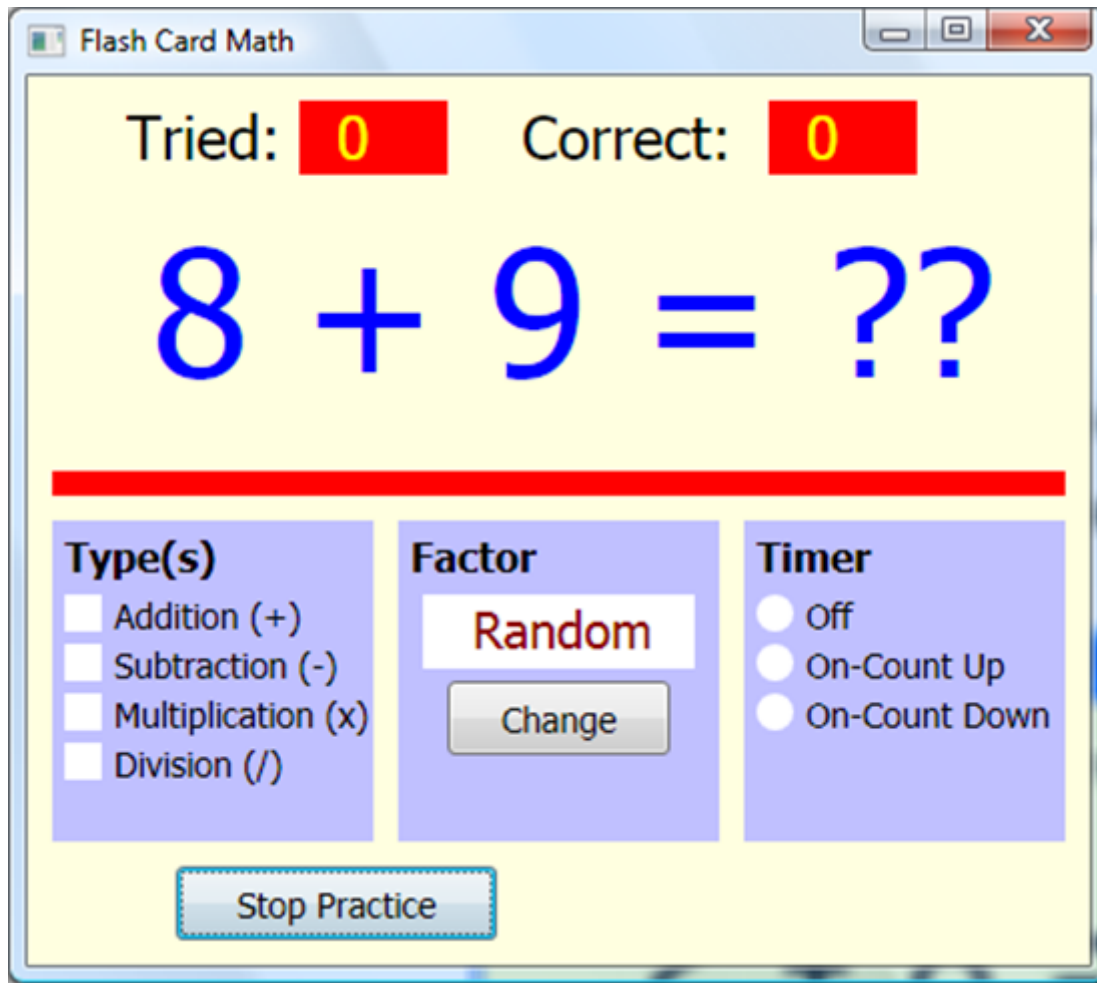 Flash Card Math
Tried: 0 Correct: 0
8 + 9 = ??
Type(s)
Addition (+)
Subtraction (-)
Multiplication (x)
Division (/)
Factor
Random
Change
Timer
Off
On-Count Up
On-Count Down
Stop Practice